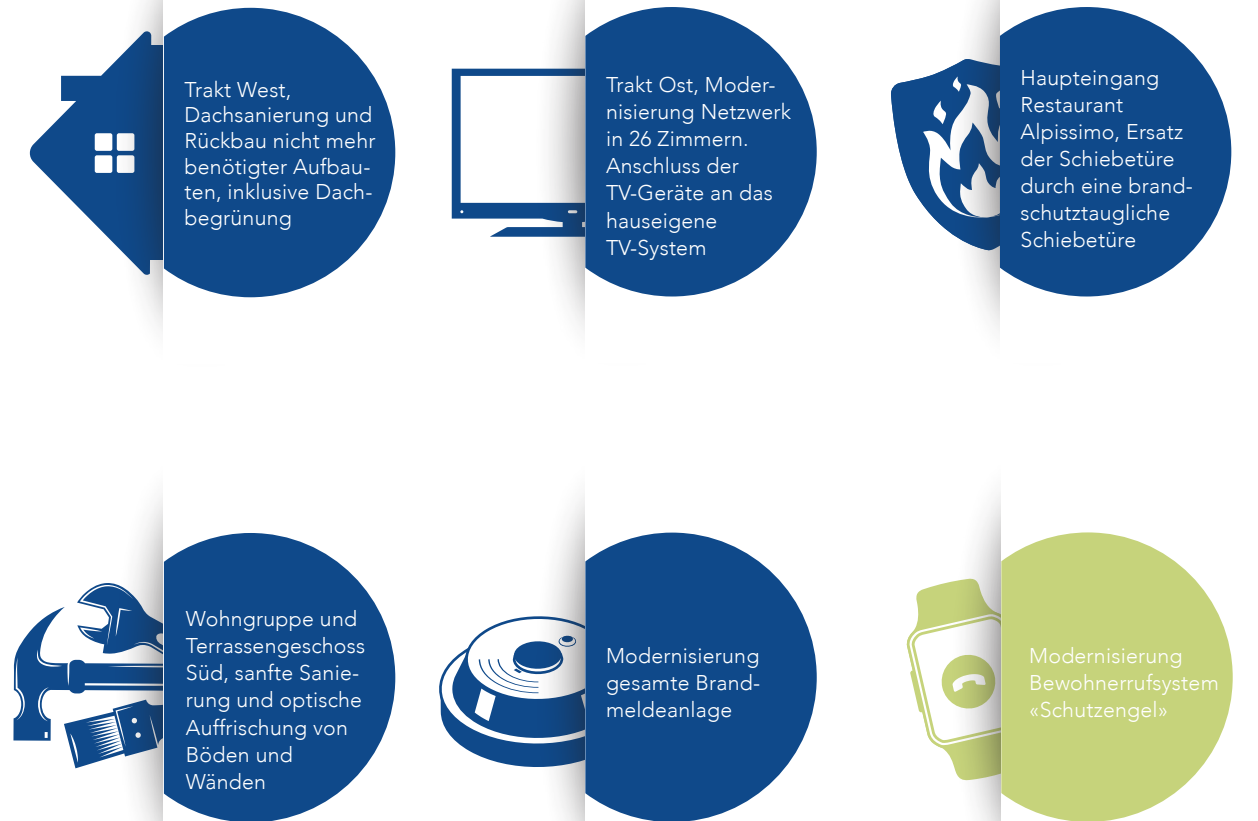 Trakt West,
Dachsanierung und
Rückbau nicht mehr
benötigter Aufbau-
ten, inklusive Dach-
begrünung
Trakt Ost, Moder-
nisierung Netzwerk
in 26 Zimmern.
Anschluss der
TV-Geräte an das
hauseigene
TV-System
Haupteingang
Restaurant
Alpissimo, Ersatz
der Schiebetüre
durch eine brand-
schutztaugliche
Schiebetüre
Wohngruppe und
Terrassengeschoss
Süd, sanfte Sanie-
rung und optische
Auffrischung von
Böden und
Wänden
Modernisierung
gesamte Brand-
meldeanlage
Modernisierung
Bewohnerrufsystem
«Schutzengel»